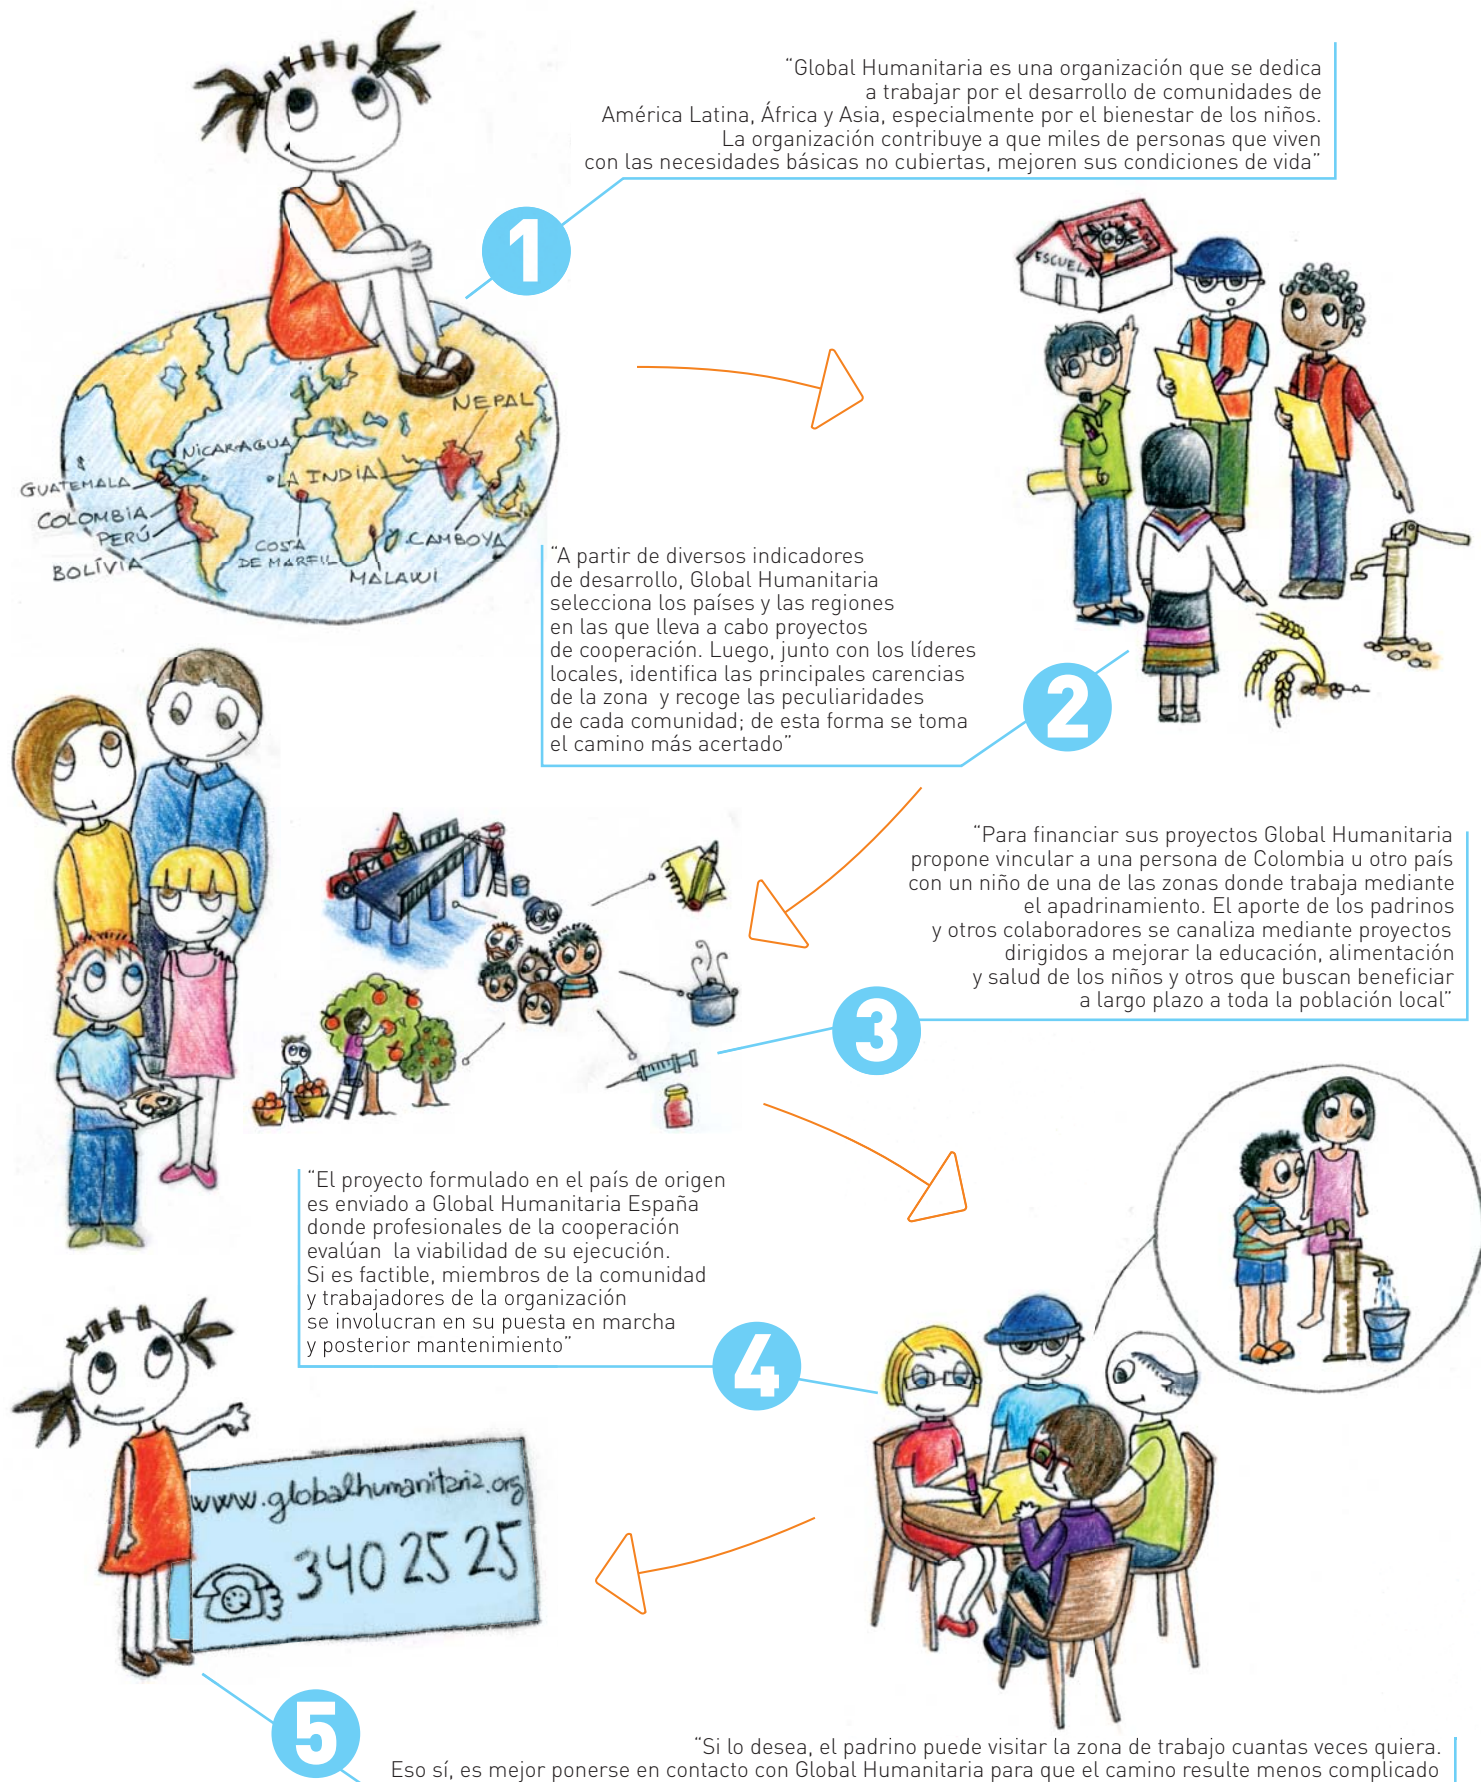 “Global Humanitaria es una organización que se dedica
a trabajar por el desarrollo de comunidades de
América Latina, África y Asia, especialmente por el bienestar de los niños.
La organización contribuye a que miles de personas que viven
con las necesidades básicas no cubiertas, mejoren sus condiciones de vida”
1
ESCUELA
NEPAL
NICARAGUA
GUATEMALA
LA INDIA
COLOMBIA
PERÚ
BOLÍVIA
COSTA
DE MARFIL
MALAWI
CAMBOYA
“A partir de diversos indicadores
de desarrollo, Global Humanitaria
selecciona los países y las regiones
en las que lleva a cabo proyectos
de cooperación. Luego, junto con los líderes
locales, identifica las principales carencias
de la zona y recoge las peculiaridades
de cada comunidad; de esta forma se toma
el camino más acertado”
2
“Para financiar sus proyectos Global Humanitaria
propone vincular a una persona de Colombia u otro país
con un niño de una de las zonas donde trabaja mediante
el apadrinamiento. El aporte de los padrinos
y otros colaboradores se canaliza mediante proyectos
dirigidos a mejorar la educación, alimentación
y salud de los niños y otros que buscan beneficiar
a largo plazo a toda la población local”
3
“El proyecto formulado en el país de origen
es enviado a Global Humanitaria España
donde profesionales de la cooperación
evalúan la viabilidad de su ejecución.
Si es factible, miembros de la comunidad
y trabajadores de la organización
se involucran en su puesta en marcha
y posterior mantenimiento”
4
www.globalhumanitaria.org
340 25 25
5
“Si lo desea, el padrino puede visitar la zona de trabajo cuantas veces quiera.
Eso sí, es mejor ponerse en contacto con Global Humanitaria para que el camino resulte menos complicado